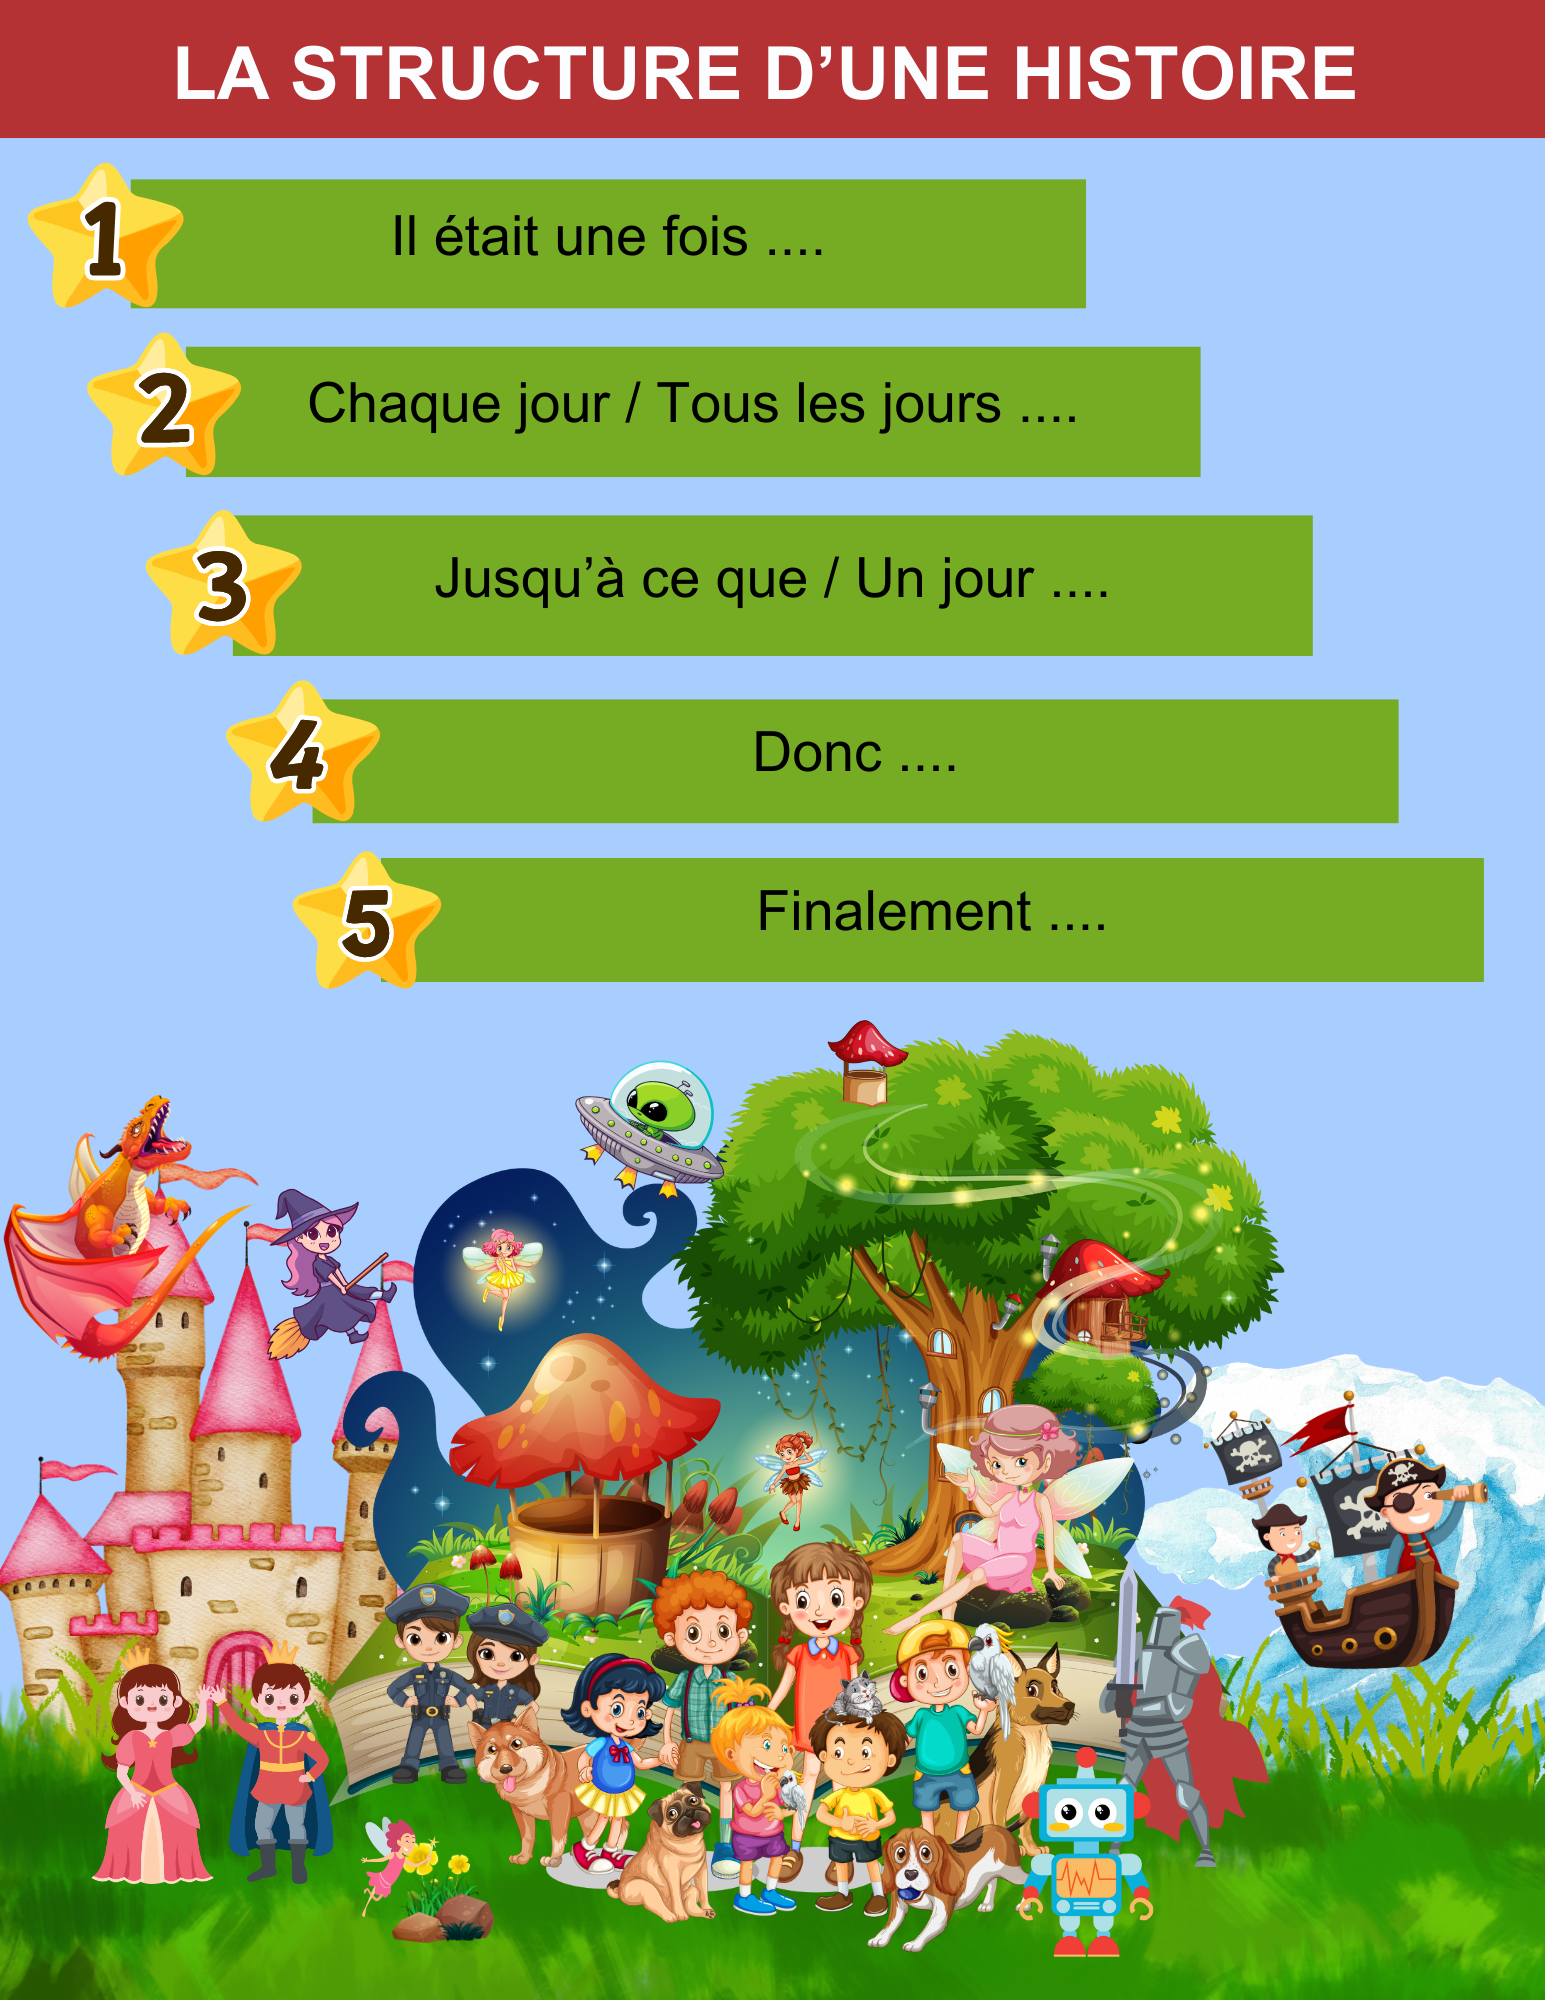 LA STRUCTURE D’UNE HISTOIRE
1
Il était une fois ....
2
Chaque jour / Tous les jours ....
3
Jusqu’à ce que / Un jour ....
4
Donc ....
5
Finalement ....